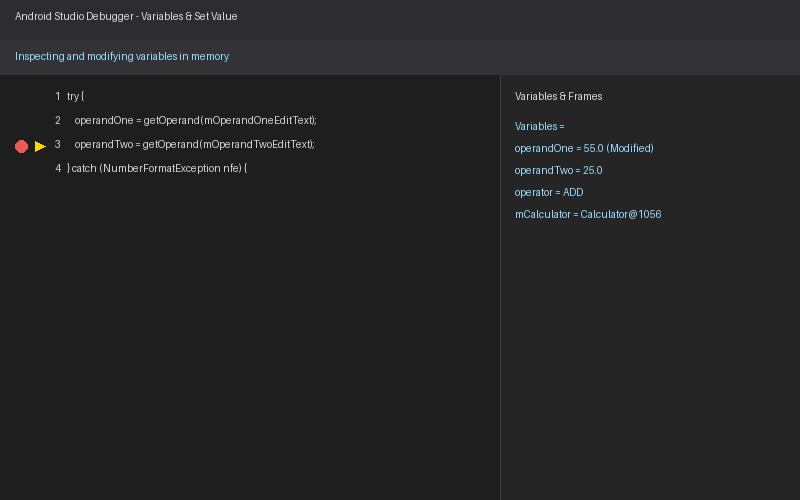 Android Studio Debugger - Variables & Set Value
Inspecting and modifying variables in memory
1 try {
2 operandOne = getOperand(mOperandOneEditText);
3 operandTwo = getOperand(mOperandTwoEditText);
4 } catch (NumberFormatException nfe) {
Variables & Frames
Variables =
operandOne = 55.0 (Modified)
operandTwo = 25.0
operator = ADD
mCalculator = Calculator@1056